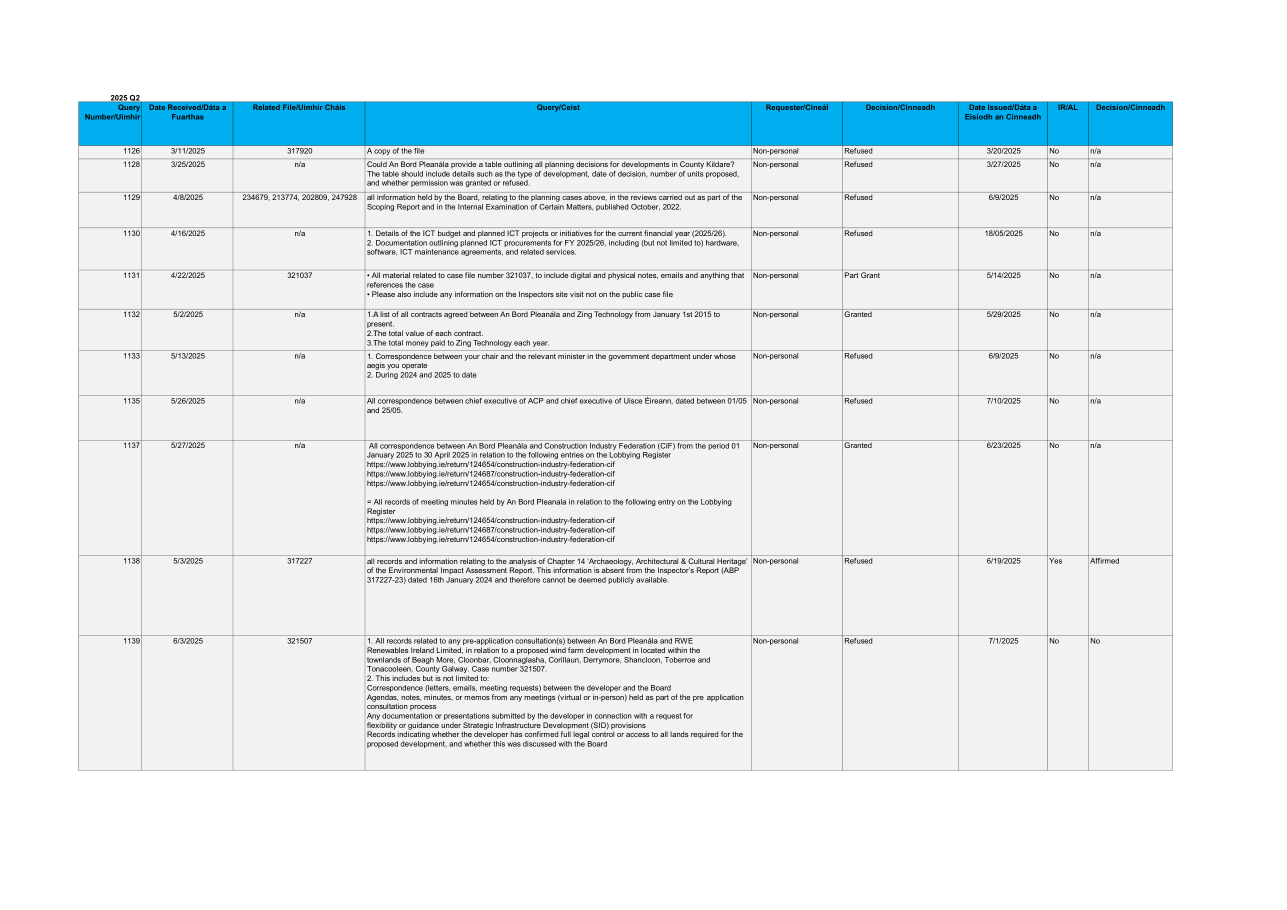 2025 Q2
Query Number/Uimhir
Date Received/Dáta a Fuarthas
Related File/Uimhir Cháis
Query/Ceist
Requester/Cineál
Decision/Cinneadh
Date Issued/Dáta a Eisíodh an Cinneadh
IR/AL
Decision/Cinneadh
1126 3/11/2025 317920 A copy of the file Non-personal Refused 3/20/2025 No n/a
1128 3/25/2025 n/a Could An Bord Pleanála provide a table outlining all planning decisions for developments in County Kildare? Non-personal Refused 3/27/2025 No n/a
The table should include details such as the type of development, date of decision, number of units proposed,
and whether permission was granted or refused.
1129 4/8/2025 234679, 213774, 202809, 247928 all information held by the Board, relating to the planning cases above, in the reviews carried out as part of the Non-personal Refused 6/9/2025 No n/a
Scoping Report and in the Internal Examination of Certain Matters, published October, 2022.
1130 4/16/2025 n/a 1. Details of the ICT budget and planned ICT projects or initiatives for the current financial year (2025/26). Non-personal Refused 18/05/2025 No n/a
2. Documentation outlining planned ICT procurements for FY 2025/26, including (but not limited to) hardware,
software, ICT maintenance agreements, and related services.
1131 4/22/2025 321037 • All material related to case file number 321037, to include digital and physical notes, emails and anything that Non-personal Part Grant 5/14/2025 No n/a
references the case
• Please also include any information on the Inspectors site visit not on the public case file
1132 5/2/2025 n/a 1.A list of all contracts agreed between An Bord Pleanála and Zing Technology from January 1st 2015 to Non-personal Granted 5/29/2025 No n/a
present.
2.The total value of each contract.
3.The total money paid to Zing Technology each year.
1133 5/13/2025 n/a 1. Correspondence between your chair and the relevant minister in the government department under whose Non-personal Refused 6/9/2025 No n/a
aegis you operate
2. During 2024 and 2025 to date
1135 5/26/2025 n/a All correspondence between chief executive of ACP and chief executive of Uisce Éireann, dated between 01/05 Non-personal Refused 7/10/2025 No n/a
and 25/05.
1137 5/27/2025 n/a All correspondence between An Bord Pleanála and Construction Industry Federation (CIF) from the period 01 Non-personal Granted 6/23/2025 No n/a
January 2025 to 30 April 2025 in relation to the following entries on the Lobbying Register
https://www.lobbying.ie/return/124654/construction-industry-federation-cif
https://www.lobbying.ie/return/124687/construction-industry-federation-cif
https://www.lobbying.ie/return/124654/construction-industry-federation-cif
= All records of meeting minutes held by An Bord Pleanala in relation to the following entry on the Lobbying
Register
https://www.lobbying.ie/return/124654/construction-industry-federation-cif
https://www.lobbying.ie/return/124687/construction-industry-federation-cif
https://www.lobbying.ie/return/124654/construction-industry-federation-cif
1138 5/3/2025 317227 all records and information relating to the analysis of Chapter 14 'Archaeology, Architectural & Cultural Heritage' Non-personal Refused 6/19/2025 Yes Affirmed
of the Environmental Impact Assessment Report. This information is absent from the Inspector's Report (ABP
317227-23) dated 16th January 2024 and therefore cannot be deemed publicly available.
1139 6/3/2025 321507 1. All records related to any pre-application consultation(s) between An Bord Pleanála and RWE Non-personal Refused 7/1/2025 No No
Renewables Ireland Limited, in relation to a proposed wind farm development in located within the
townlands of Beagh More, Cloonbar, Cloonnaglasha, Corillaun, Derrymore, Shancloon, Toberroe and
Tonacooleen, County Galway. Case number 321507.
2. This includes but is not limited to:
Correspondence (letters, emails, meeting requests) between the developer and the Board
Agendas, notes, minutes, or memos from any meetings (virtual or in-person) held as part of the pre application
consultation process
Any documentation or presentations submitted by the developer in connection with a request for
flexibility or guidance under Strategic Infrastructure Development (SID) provisions
Records indicating whether the developer has confirmed full legal control or access to all lands required for the
proposed development, and whether this was discussed with the Board